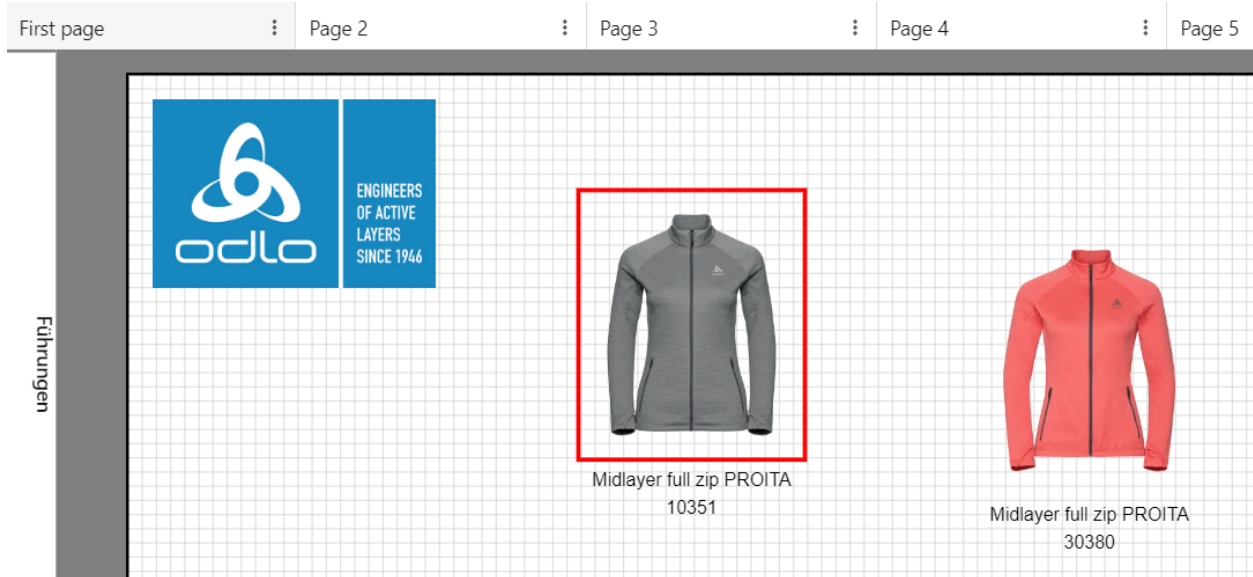 First page
Page 2
Page 3
Page 4
Page 5
Führungen
odlo
ENGINEERS
OF ACTIVE
LAYERS
SINCE 1946
Midlayer full zip PROITA
10351
Midlayer full zip PROITA
30380